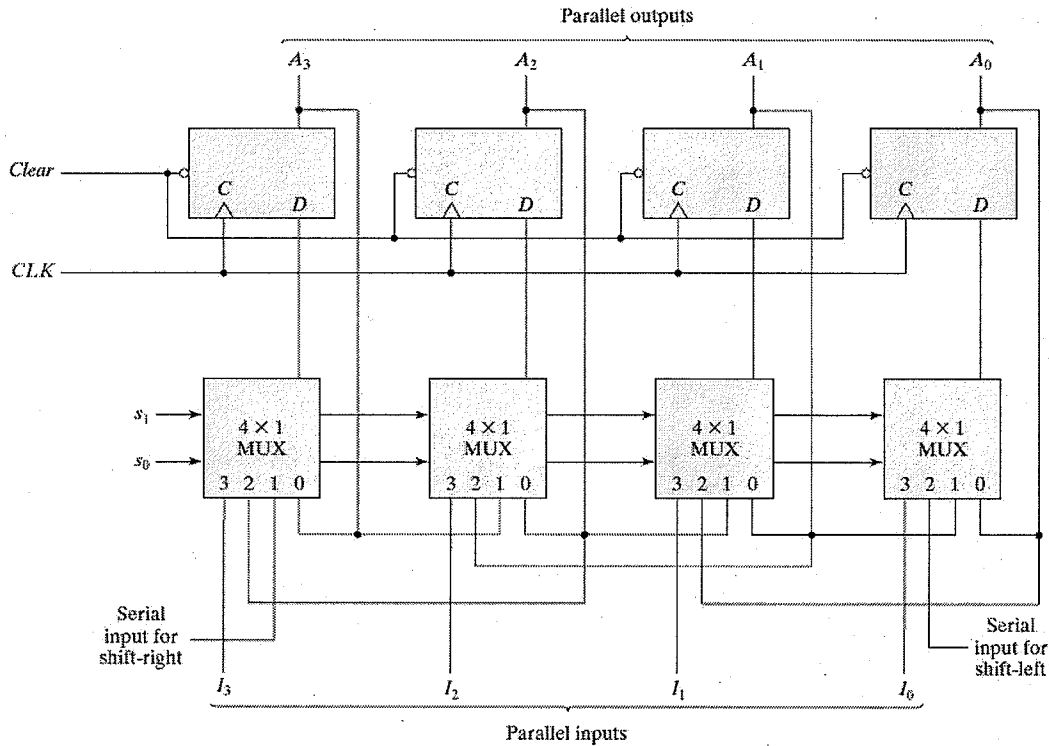 Parallel outputs
A₃ A₂ A₁ A₀
Clear
C D C D C D C D
CLK
s₁
4 × 1 4 × 1 4 × 1 4 × 1
MUX MUX MUX MUX
s₀
3 2 1 0 3 2 1 0 3 2 1 0 3 2 1 0
Serial
input for
shift-right
Serial
input for
shift-left
I₃ I₂ I₁ I₀
Parallel inputs